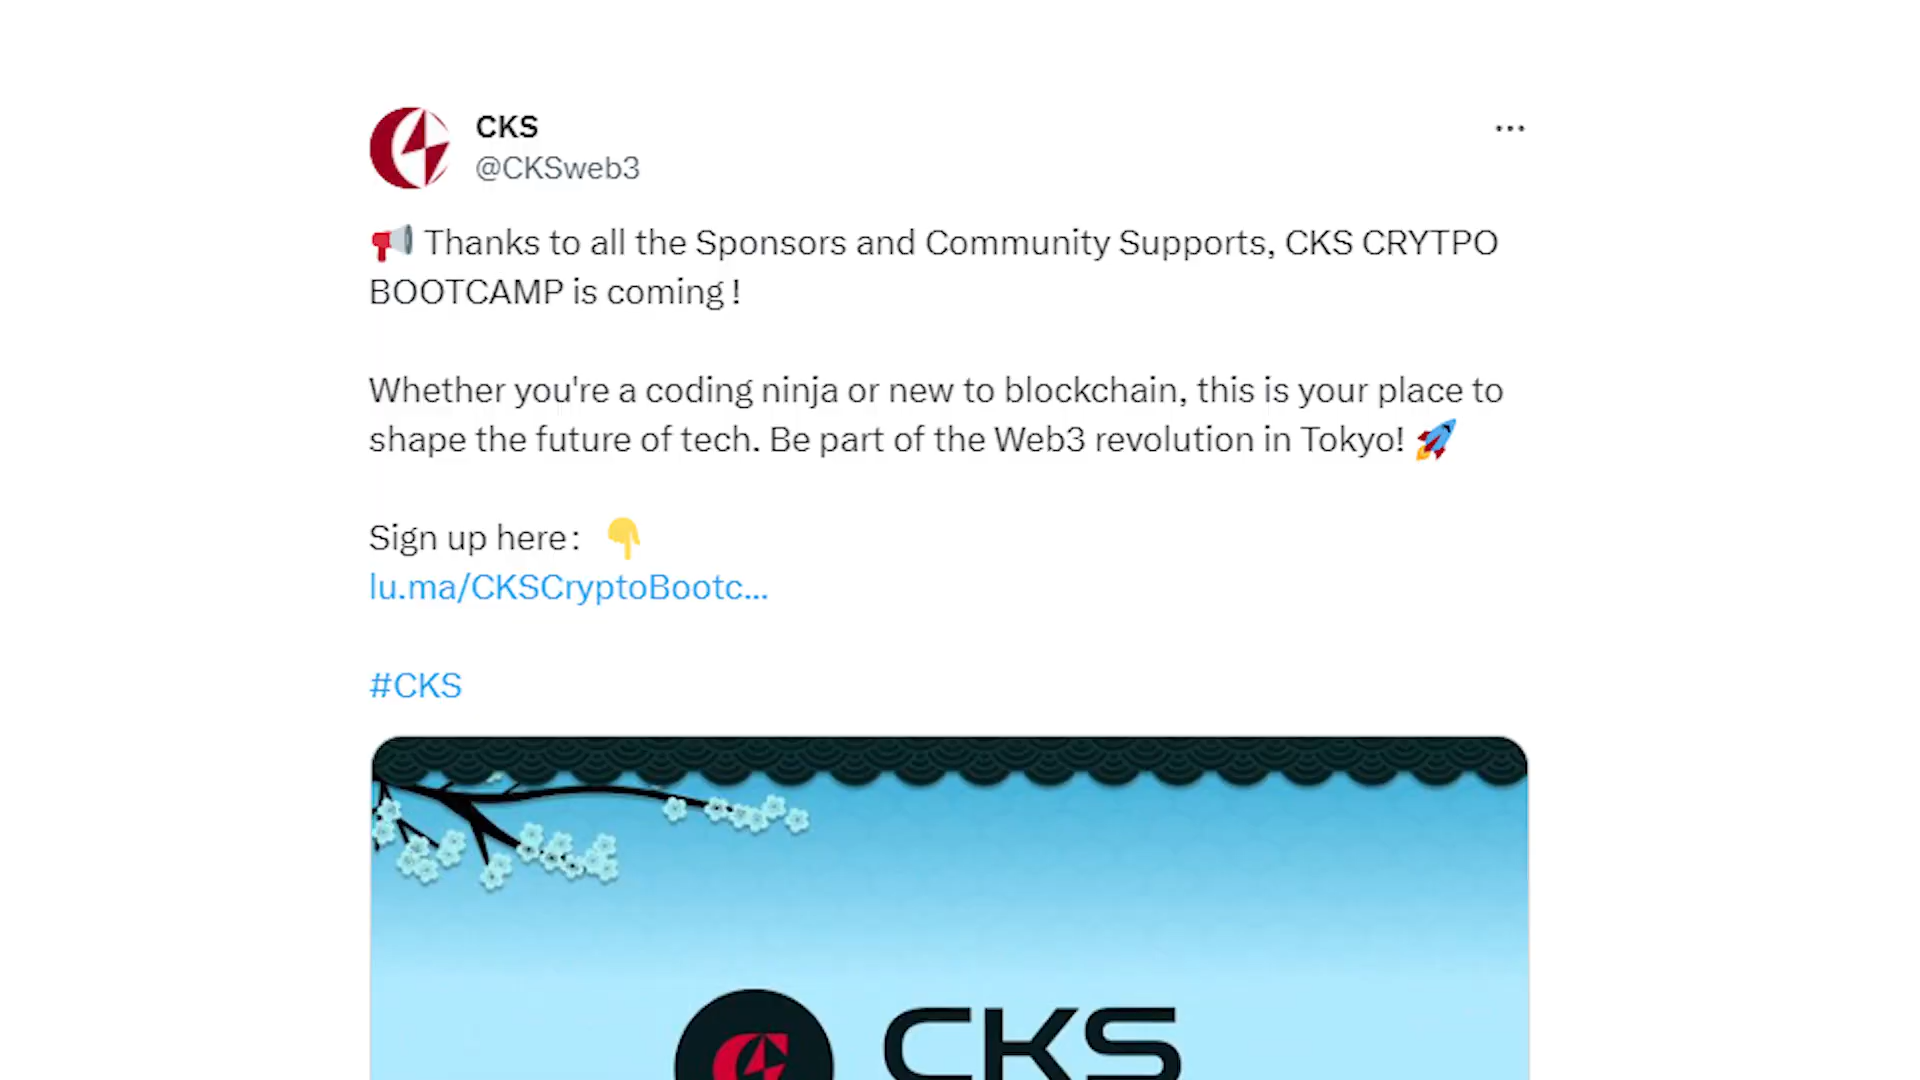 CKS
@CKSweb3
Thanks to all the Sponsors and Community Supports, CKS CRYTPO
BOOTCAMP is coming !
Whether you're a coding ninja or new to blockchain, this is your place to
shape the future of tech. Be part of the Web3 revolution in Tokyo!
Sign up here:
lu.ma/CKSCryptoBootc...
#CKS
CKS